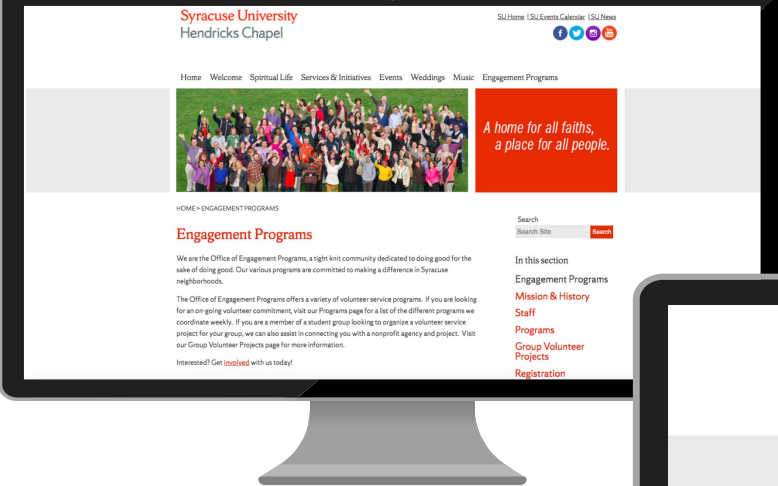 Syracuse University
Hendricks Chapel
SU Home | SU Events Calendar | SU News
Home Welcome Spiritual Life Services & Initiatives Events Weddings Music Engagement Programs
A home for all faiths,
a place for all people.
HOME > ENGAGEMENT PROGRAMS
Engagement Programs
We are the Office of Engagement Programs, a tight knit community dedicated to doing good for the
sake of doing good. Our various programs are committed to making a difference in Syracuse
neighborhoods.
The Office of Engagement Programs offers a variety of volunteer service programs. If you are looking
for an on-going volunteer commitment, visit our Programs page for a list of the different programs we
coordinate weekly. If you are a member of a student group looking to organize a volunteer service
project for your group, we can also assist in connecting you with a nonprofit agency and project. Visit
our Group Volunteer Projects page for more information.
Interested? Get involved with us today!
Search
Search Site Search
In this section
Engagement Programs
Mission & History
Staff
Programs
Group Volunteer
Projects
Registration